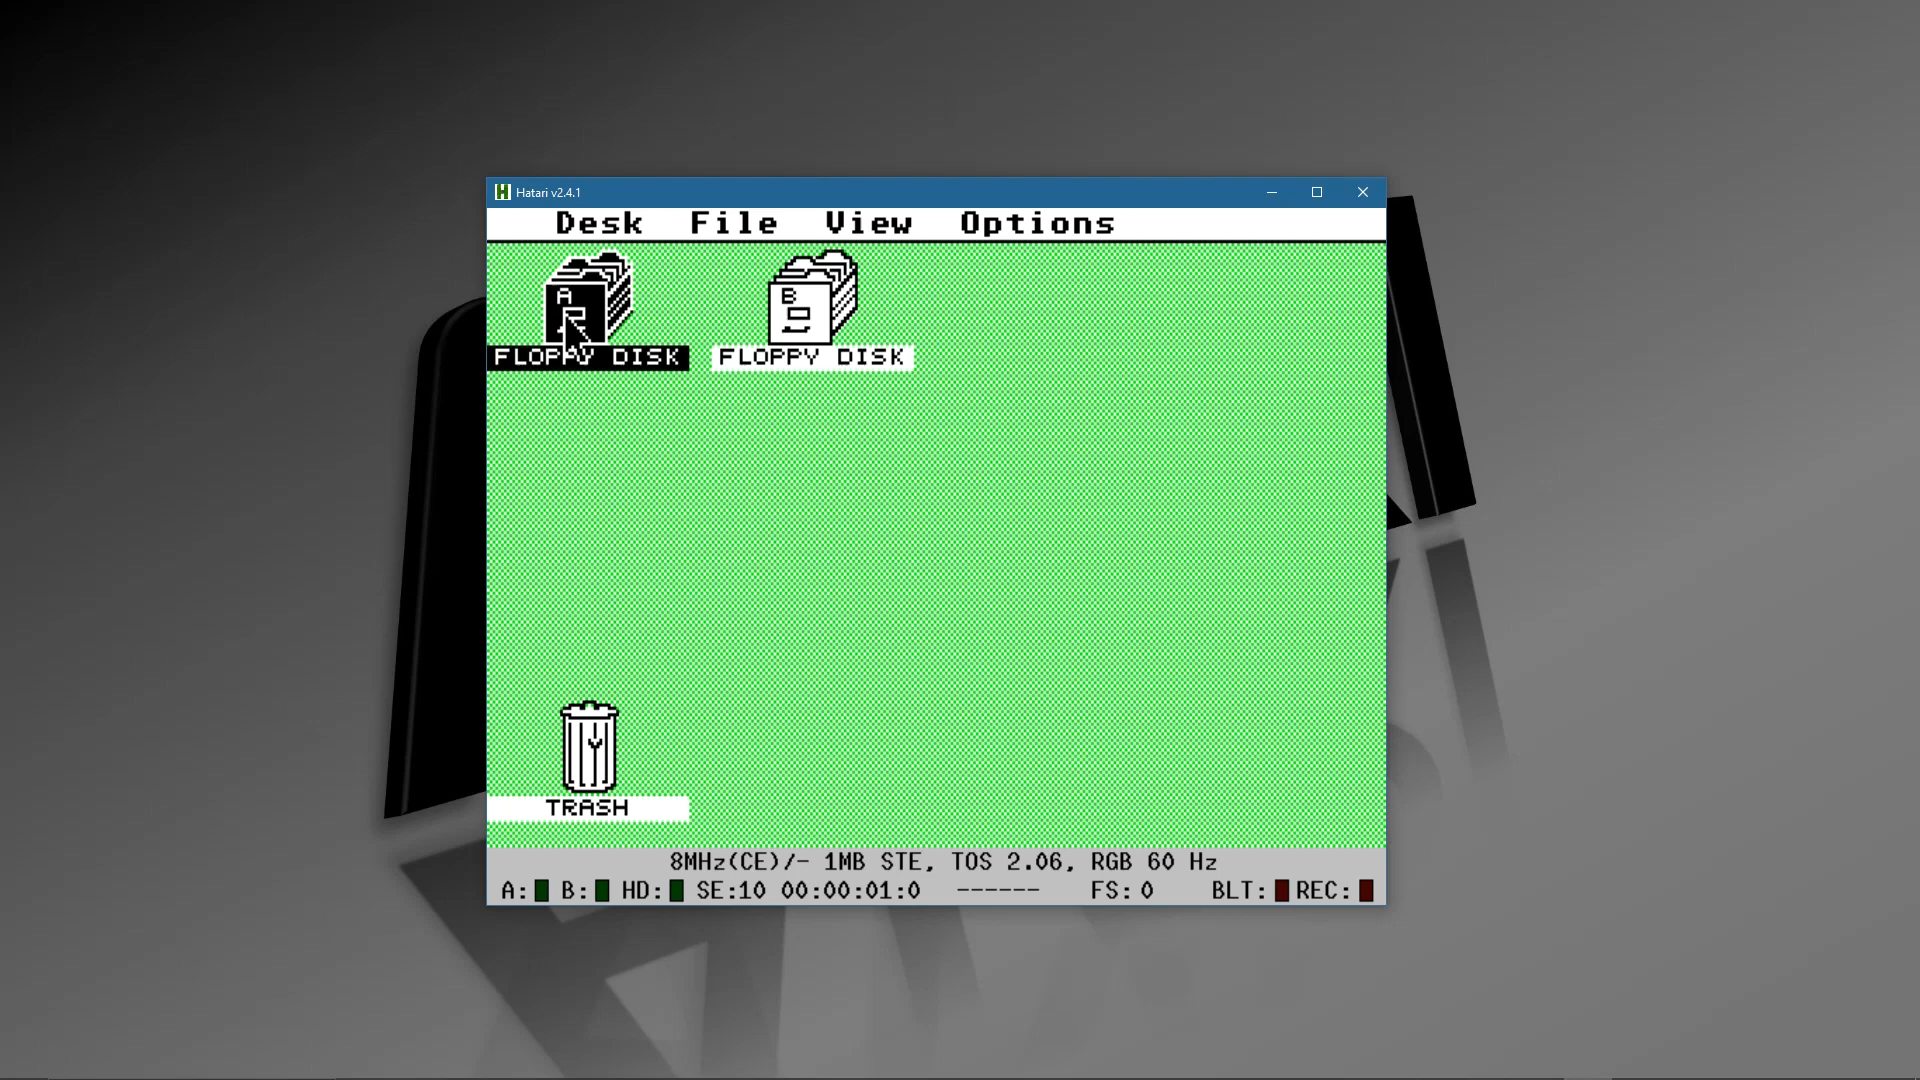 Hatari v2.4.1
Desk File View Options
A
B
FLOPPY DISK FLOPPY DISK
TRASH
8MHz(CE)/- 1MB STE, TOS 2.06, RGB 60 Hz
A: B: HD: SE:10 00:00:01:0 ------ FS: 0 BLT: REC: